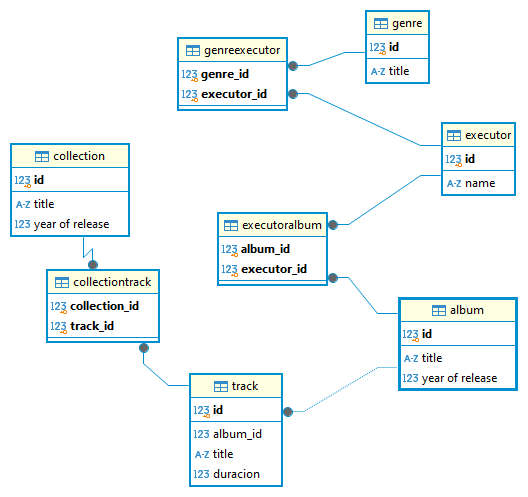 genre
123 id
A-Z title
genreexecutor
123 genre_id
123 executor_id
executor
123 id
A-Z name
collection
123 id
A-Z title
123 year of release
executoralbum
123 album_id
123 executor_id
collectiontrack
123 collection_id
123 track_id
album
123 id
A-Z title
123 year of release
track
123 id
123 album_id
A-Z title
123 duracion